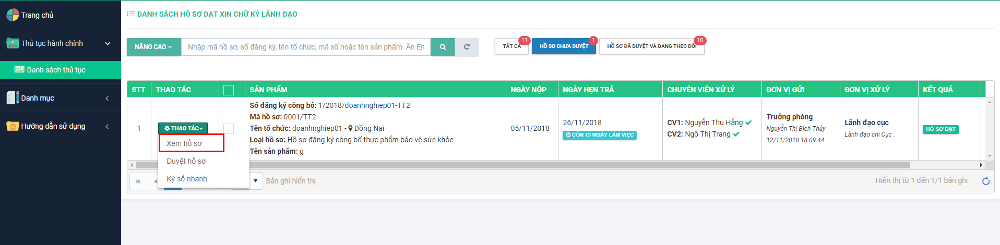 Trang chủ
Thủ tục hành chính
Danh sách thủ tục
Danh mục
Hướng dẫn sử dụng
DANH SÁCH HỒ SƠ ĐẠT XIN CHỮ KÝ LÃNH ĐẠO
NÂNG CAO
Nhập mã hồ sơ, số đăng ký, tên tổ chức, mã số hoặc tên sản phẩm. Ấn En
TẤT CẢ 11
HỒ SƠ CHƯA DUYỆT 1
HỒ SƠ ĐÃ DUYỆT VÀ ĐANG THEO DÕI 10
STT THAO TÁC SẢN PHẨM NGÀY NỘP NGÀY HẸN TRẢ CHUYÊN VIÊN XỬ LÝ ĐƠN VỊ GỬI ĐƠN VỊ XỬ LÝ KẾT QUẢ
1
THAO TÁC
Số đăng ký công bố: 1/2018/doanhnghiep01-TT2
Mã hồ sơ: 0001/TT2
Tên tổ chức: doanhnghiep01 - Đồng Nai
Loại hồ sơ: Hồ sơ đăng ký công bố thực phẩm bảo vệ sức khỏe
Tên sản phẩm: g
05/11/2018
26/11/2018
CÒN 13 NGÀY LÀM VIỆC
CV1: Nguyễn Thu Hằng
CV2: Ngô Thị Trang
Trưởng phòng
Nguyễn Thị Bích Thủy
12/11/2018 18:09:44
Lãnh đạo cục
Lãnh đạo chi Cục .
HỒ SƠ ĐẠT
Xem hồ sơ
Duyệt hồ sơ
Ký số nhanh
Bản ghi hiển thị
Hiển thị từ 1 đến 1/1 bản ghi